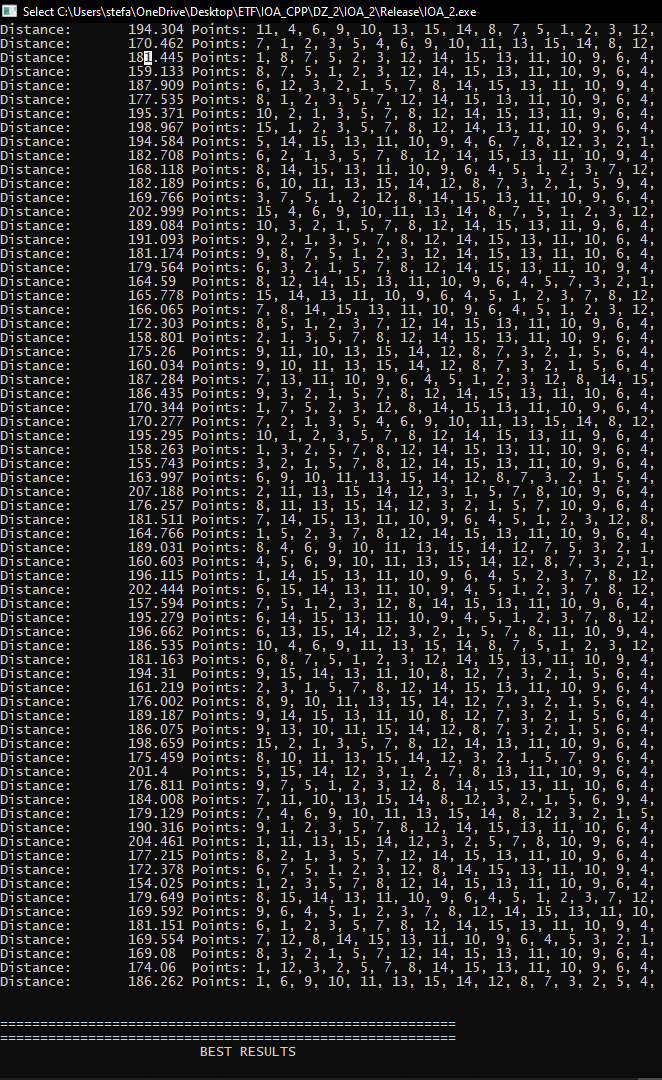 Select C:\Users\stefa\OneDrive\Desktop\ETF\IOA_CPP\DZ_2\IOA_2\Release\IOA_2.exe
Distance: 194.304 Points: 11, 4, 6, 9, 10, 13, 15, 14, 8, 7, 5, 1, 2, 3, 12,
Distance: 170.462 Points: 7, 1, 2, 3, 5, 4, 6, 9, 10, 11, 13, 15, 14, 8, 12,
Distance: 181.445 Points: 1, 8, 7, 5, 2, 3, 12, 14, 15, 13, 11, 10, 9, 6, 4,
Distance: 159.133 Points: 8, 7, 5, 1, 2, 3, 12, 14, 15, 13, 11, 10, 9, 6, 4,
Distance: 187.909 Points: 6, 12, 3, 2, 1, 5, 7, 8, 14, 15, 13, 11, 10, 9, 4,
Distance: 177.535 Points: 8, 1, 2, 3, 5, 7, 12, 14, 15, 13, 11, 10, 9, 6, 4,
Distance: 195.371 Points: 10, 2, 1, 3, 5, 7, 8, 12, 14, 15, 13, 11, 9, 6, 4,
Distance: 198.967 Points: 15, 1, 2, 3, 5, 7, 8, 12, 14, 13, 11, 10, 9, 6, 4,
Distance: 194.584 Points: 5, 14, 15, 13, 11, 10, 9, 4, 6, 7, 8, 12, 3, 2, 1,
Distance: 182.708 Points: 6, 2, 1, 3, 5, 7, 8, 12, 14, 15, 13, 11, 10, 9, 4,
Distance: 168.118 Points: 8, 14, 15, 13, 11, 10, 9, 6, 4, 5, 1, 2, 3, 7, 12,
Distance: 182.189 Points: 6, 10, 11, 13, 15, 14, 12, 8, 7, 3, 2, 1, 5, 9, 4,
Distance: 169.766 Points: 3, 7, 5, 1, 2, 12, 8, 14, 15, 13, 11, 10, 9, 6, 4,
Distance: 202.999 Points: 15, 4, 6, 9, 10, 11, 13, 14, 8, 7, 5, 1, 2, 3, 12,
Distance: 189.084 Points: 10, 3, 2, 1, 5, 7, 8, 12, 14, 15, 13, 11, 9, 6, 4,
Distance: 191.093 Points: 9, 2, 1, 3, 5, 7, 8, 12, 14, 15, 13, 11, 10, 6, 4,
Distance: 181.174 Points: 9, 8, 7, 5, 1, 2, 3, 12, 14, 15, 13, 11, 10, 6, 4,
Distance: 179.564 Points: 6, 3, 2, 1, 5, 7, 8, 12, 14, 15, 13, 11, 10, 9, 4,
Distance: 164.59 Points: 8, 12, 14, 15, 13, 11, 10, 9, 6, 4, 5, 7, 3, 2, 1,
Distance: 165.778 Points: 15, 14, 13, 11, 10, 9, 6, 4, 5, 1, 2, 3, 7, 8, 12,
Distance: 166.065 Points: 7, 8, 14, 15, 13, 11, 10, 9, 6, 4, 5, 1, 2, 3, 12,
Distance: 172.303 Points: 8, 5, 1, 2, 3, 7, 12, 14, 15, 13, 11, 10, 9, 6, 4,
Distance: 158.801 Points: 2, 1, 3, 5, 7, 8, 12, 14, 15, 13, 11, 10, 9, 6, 4,
Distance: 175.26 Points: 9, 11, 10, 13, 15, 14, 12, 8, 7, 3, 2, 1, 5, 6, 4,
Distance: 160.034 Points: 9, 10, 11, 13, 15, 14, 12, 8, 7, 3, 2, 1, 5, 6, 4,
Distance: 187.284 Points: 7, 13, 11, 10, 9, 6, 4, 5, 1, 2, 3, 12, 8, 14, 15,
Distance: 186.435 Points: 9, 3, 2, 1, 5, 7, 8, 12, 14, 15, 13, 11, 10, 6, 4,
Distance: 170.344 Points: 1, 7, 5, 2, 3, 12, 8, 14, 15, 13, 11, 10, 9, 6, 4,
Distance: 170.277 Points: 7, 2, 1, 3, 5, 4, 6, 9, 10, 11, 13, 15, 14, 8, 12,
Distance: 195.295 Points: 10, 1, 2, 3, 5, 7, 8, 12, 14, 15, 13, 11, 9, 6, 4,
Distance: 158.263 Points: 1, 3, 2, 5, 7, 8, 12, 14, 15, 13, 11, 10, 9, 6, 4,
Distance: 155.743 Points: 3, 2, 1, 5, 7, 8, 12, 14, 15, 13, 11, 10, 9, 6, 4,
Distance: 163.997 Points: 6, 9, 10, 11, 13, 15, 14, 12, 8, 7, 3, 2, 1, 5, 4,
Distance: 207.188 Points: 2, 11, 13, 15, 14, 12, 3, 1, 5, 7, 8, 10, 9, 6, 4,
Distance: 176.257 Points: 8, 11, 13, 15, 14, 12, 3, 2, 1, 5, 7, 10, 9, 6, 4,
Distance: 181.511 Points: 7, 14, 15, 13, 11, 10, 9, 6, 4, 5, 1, 2, 3, 12, 8,
Distance: 164.766 Points: 1, 5, 2, 3, 7, 8, 12, 14, 15, 13, 11, 10, 9, 6, 4,
Distance: 189.031 Points: 8, 4, 6, 9, 10, 11, 13, 15, 14, 12, 7, 5, 3, 2, 1,
Distance: 160.603 Points: 4, 5, 6, 9, 10, 11, 13, 15, 14, 12, 8, 7, 3, 2, 1,
Distance: 196.115 Points: 1, 14, 15, 13, 11, 10, 9, 6, 4, 5, 2, 3, 7, 8, 12,
Distance: 202.444 Points: 6, 15, 14, 13, 11, 10, 9, 4, 5, 1, 2, 3, 7, 8, 12,
Distance: 157.594 Points: 7, 5, 1, 2, 3, 12, 8, 14, 15, 13, 11, 10, 9, 6, 4,
Distance: 195.279 Points: 6, 14, 15, 13, 11, 10, 9, 4, 5, 1, 2, 3, 7, 8, 12,
Distance: 196.662 Points: 6, 13, 15, 14, 12, 3, 2, 1, 5, 7, 8, 11, 10, 9, 4,
Distance: 186.535 Points: 10, 4, 6, 9, 11, 13, 15, 14, 8, 7, 5, 1, 2, 3, 12,
Distance: 181.163 Points: 6, 8, 7, 5, 1, 2, 3, 12, 14, 15, 13, 11, 10, 9, 4,
Distance: 194.31 Points: 9, 15, 14, 13, 11, 10, 8, 12, 7, 3, 2, 1, 5, 6, 4,
Distance: 161.219 Points: 2, 3, 1, 5, 7, 8, 12, 14, 15, 13, 11, 10, 9, 6, 4,
Distance: 176.002 Points: 8, 9, 10, 11, 13, 15, 14, 12, 7, 3, 2, 1, 5, 6, 4,
Distance: 189.187 Points: 9, 14, 15, 13, 11, 10, 8, 12, 7, 3, 2, 1, 5, 6, 4,
Distance: 186.075 Points: 9, 13, 10, 11, 15, 14, 12, 8, 7, 3, 2, 1, 5, 6, 4,
Distance: 198.659 Points: 15, 2, 1, 3, 5, 7, 8, 12, 14, 13, 11, 10, 9, 6, 4,
Distance: 175.459 Points: 8, 10, 11, 13, 15, 14, 12, 3, 2, 1, 5, 7, 9, 6, 4,
Distance: 201.4 Points: 5, 15, 14, 12, 3, 1, 2, 7, 8, 13, 11, 10, 9, 6, 4,
Distance: 176.811 Points: 9, 7, 5, 1, 2, 3, 12, 8, 14, 15, 13, 11, 10, 6, 4,
Distance: 184.008 Points: 7, 11, 10, 13, 15, 14, 8, 12, 3, 2, 1, 5, 6, 9, 4,
Distance: 179.129 Points: 7, 4, 6, 9, 10, 11, 13, 15, 14, 8, 12, 3, 2, 1, 5,
Distance: 190.316 Points: 9, 1, 2, 3, 5, 7, 8, 12, 14, 15, 13, 11, 10, 6, 4,
Distance: 204.461 Points: 1, 11, 13, 15, 14, 12, 3, 2, 5, 7, 8, 10, 9, 6, 4,
Distance: 177.215 Points: 8, 2, 1, 3, 5, 7, 12, 14, 15, 13, 11, 10, 9, 6, 4,
Distance: 172.378 Points: 6, 7, 5, 1, 2, 3, 12, 8, 14, 15, 13, 11, 10, 9, 4,
Distance: 154.025 Points: 1, 2, 3, 5, 7, 8, 12, 14, 15, 13, 11, 10, 9, 6, 4,
Distance: 179.649 Points: 8, 15, 14, 13, 11, 10, 9, 6, 4, 5, 1, 2, 3, 7, 12,
Distance: 169.592 Points: 9, 6, 4, 5, 1, 2, 3, 7, 8, 12, 14, 15, 13, 11, 10,
Distance: 181.151 Points: 6, 1, 2, 3, 5, 7, 8, 12, 14, 15, 13, 11, 10, 9, 4,
Distance: 169.554 Points: 7, 12, 8, 14, 15, 13, 11, 10, 9, 6, 4, 5, 3, 2, 1,
Distance: 169.08 Points: 8, 3, 2, 1, 5, 7, 12, 14, 15, 13, 11, 10, 9, 6, 4,
Distance: 174.06 Points: 1, 12, 3, 2, 5, 7, 8, 14, 15, 13, 11, 10, 9, 6, 4,
Distance: 186.262 Points: 1, 6, 9, 10, 11, 13, 15, 14, 12, 8, 7, 3, 2, 5, 4,
=========================================================
=========================================================
BEST RESULTS